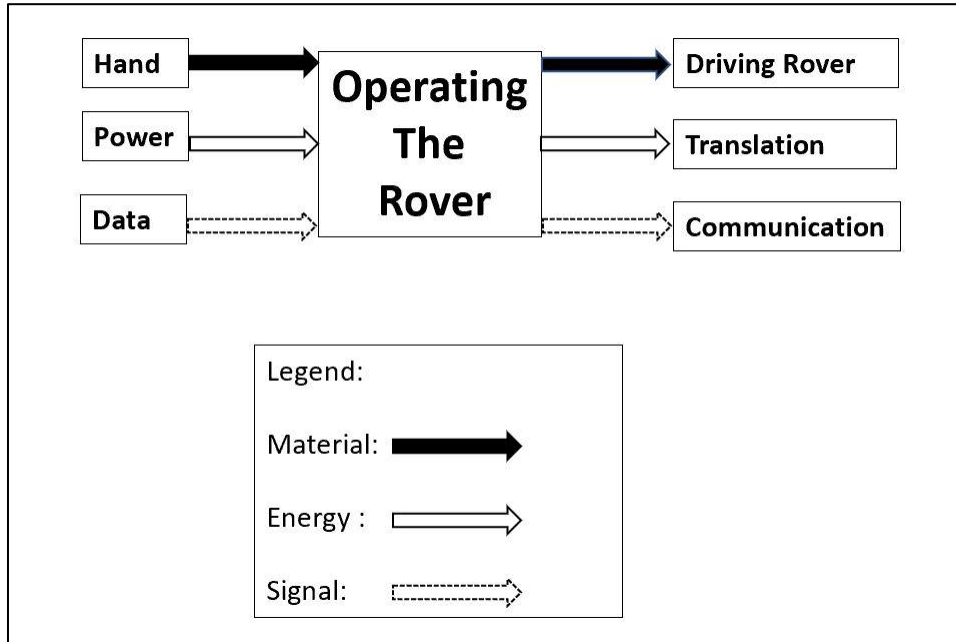 Hand
Power
Data
Operating
The
Rover
Driving Rover
Translation
Communication
Legend:
Material:
Energy :
Signal: